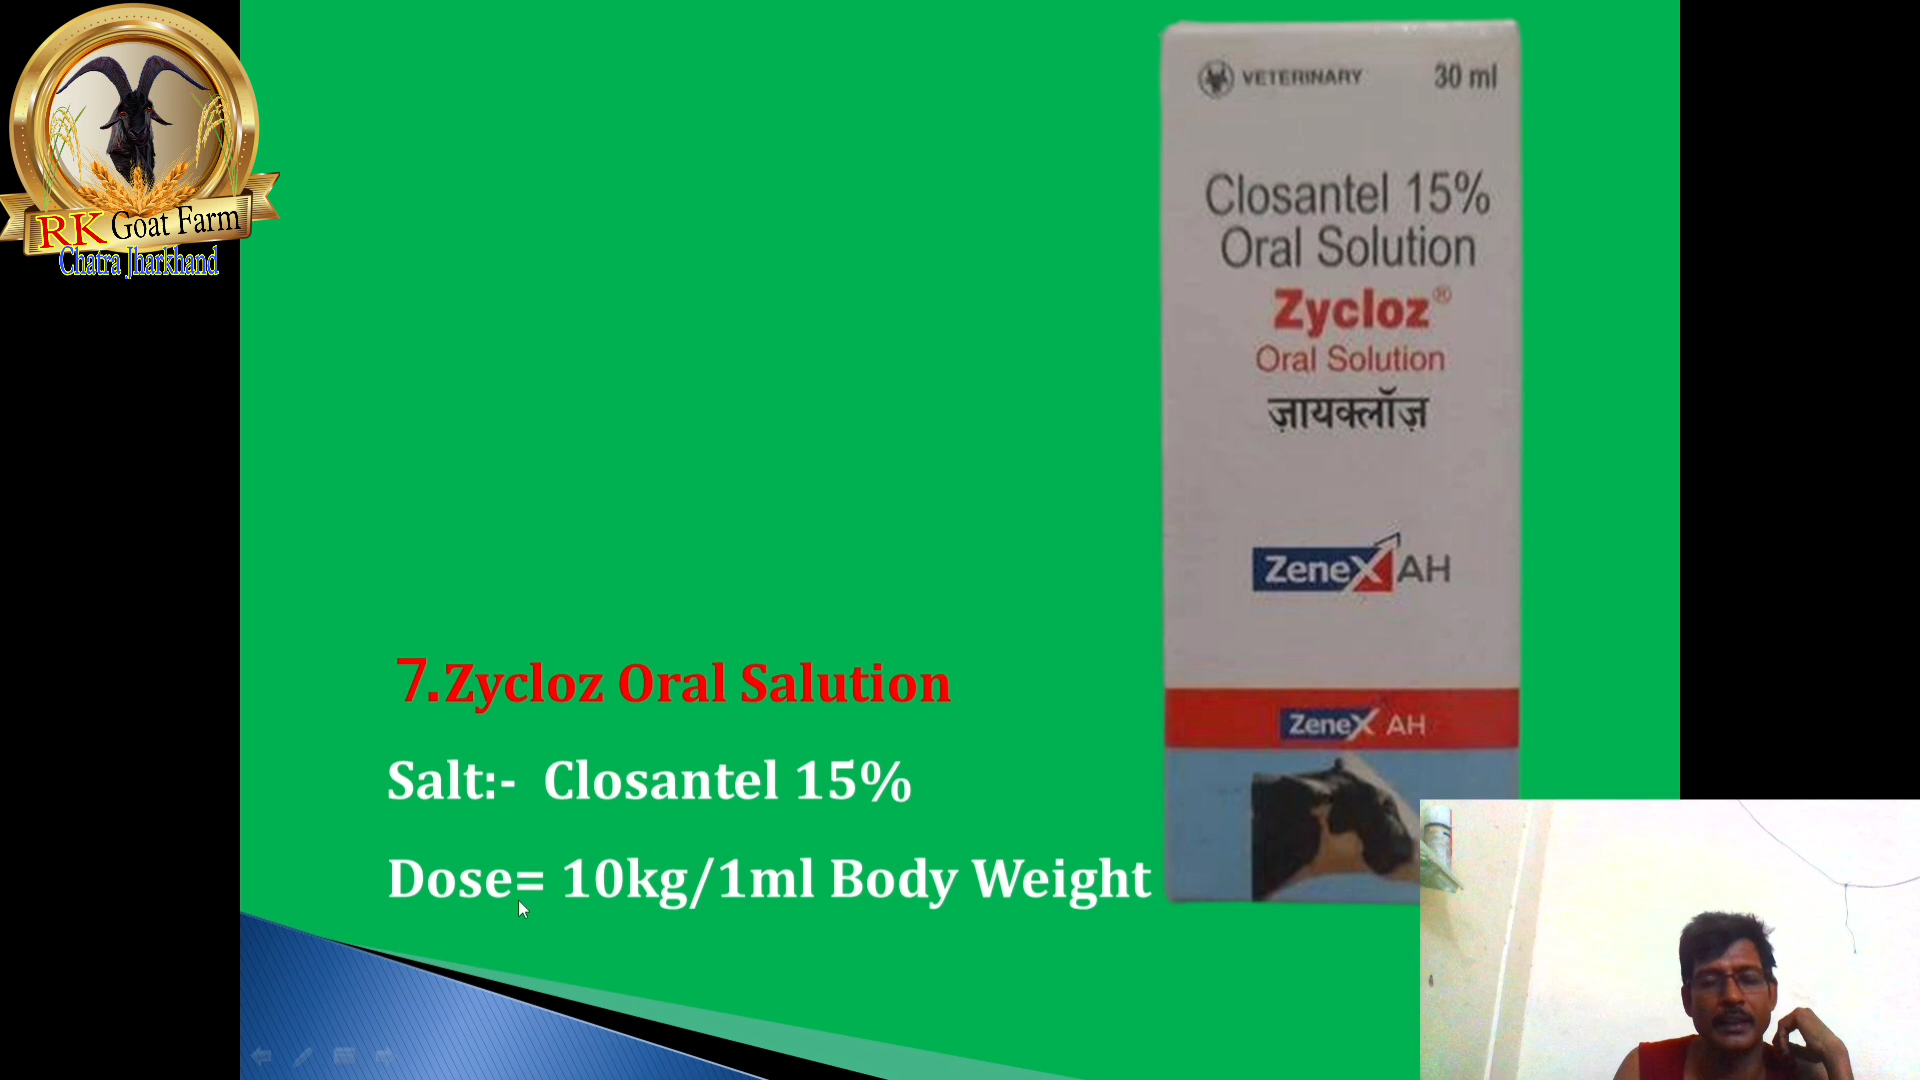 RK Goat Farm
Chatra Jharkhand
VETERINARY 30 ml
Closantel 15%
Oral Solution
Zycloz®
Oral Solution
ज़ायक्लॉज़
ZeneX AH
ZeneX AH
7.Zycloz Oral Salution
Salt:- Closantel 15%
Dose= 10kg/1ml Body Weight